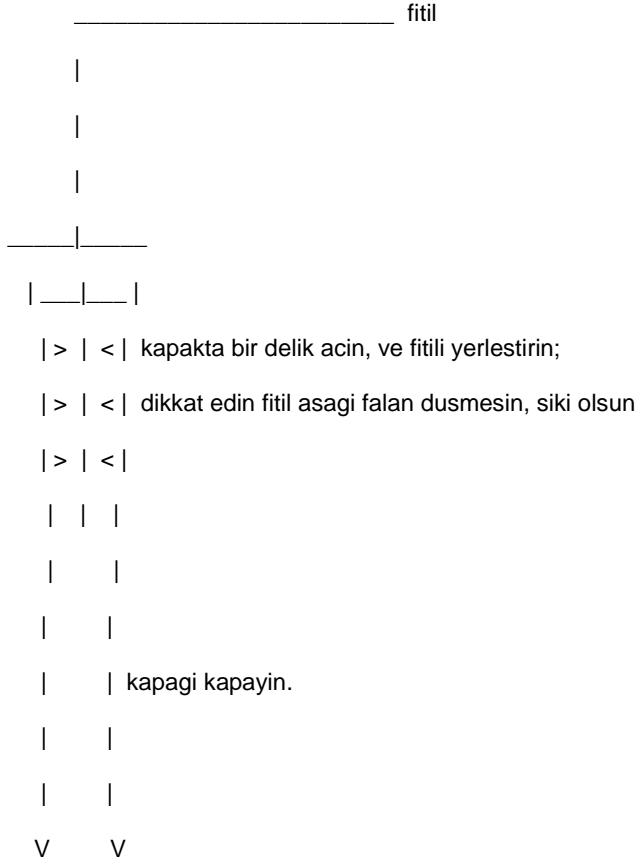 fitil
kapakta bir delik acin, ve fitili yerlestirin;
dikkat edin fitil asagi falan dusmesin, siki olsun
kapagi kapayin.